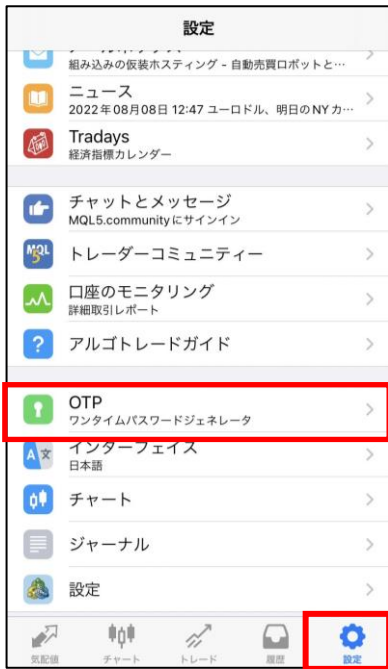 設定
組み込みの仮装ホスティング - 自動売買ロボットと…
ニュース
2022年08月08日 12:47 ユーロドル、明日のNYカ…
Tradays
経済指標カレンダー
チャットとメッセージ
MQL5.communityにサインイン
MQL
5
トレーダーコミュニティー
口座のモニタリング
詳細取引レポート
?
アルゴトレードガイド
OTP
ワンタイムパスワードジェネレータ
A 文
インターフェイス
日本語
チャート
ジャーナル
設定
気配値
チャート
トレード
履歴
設定